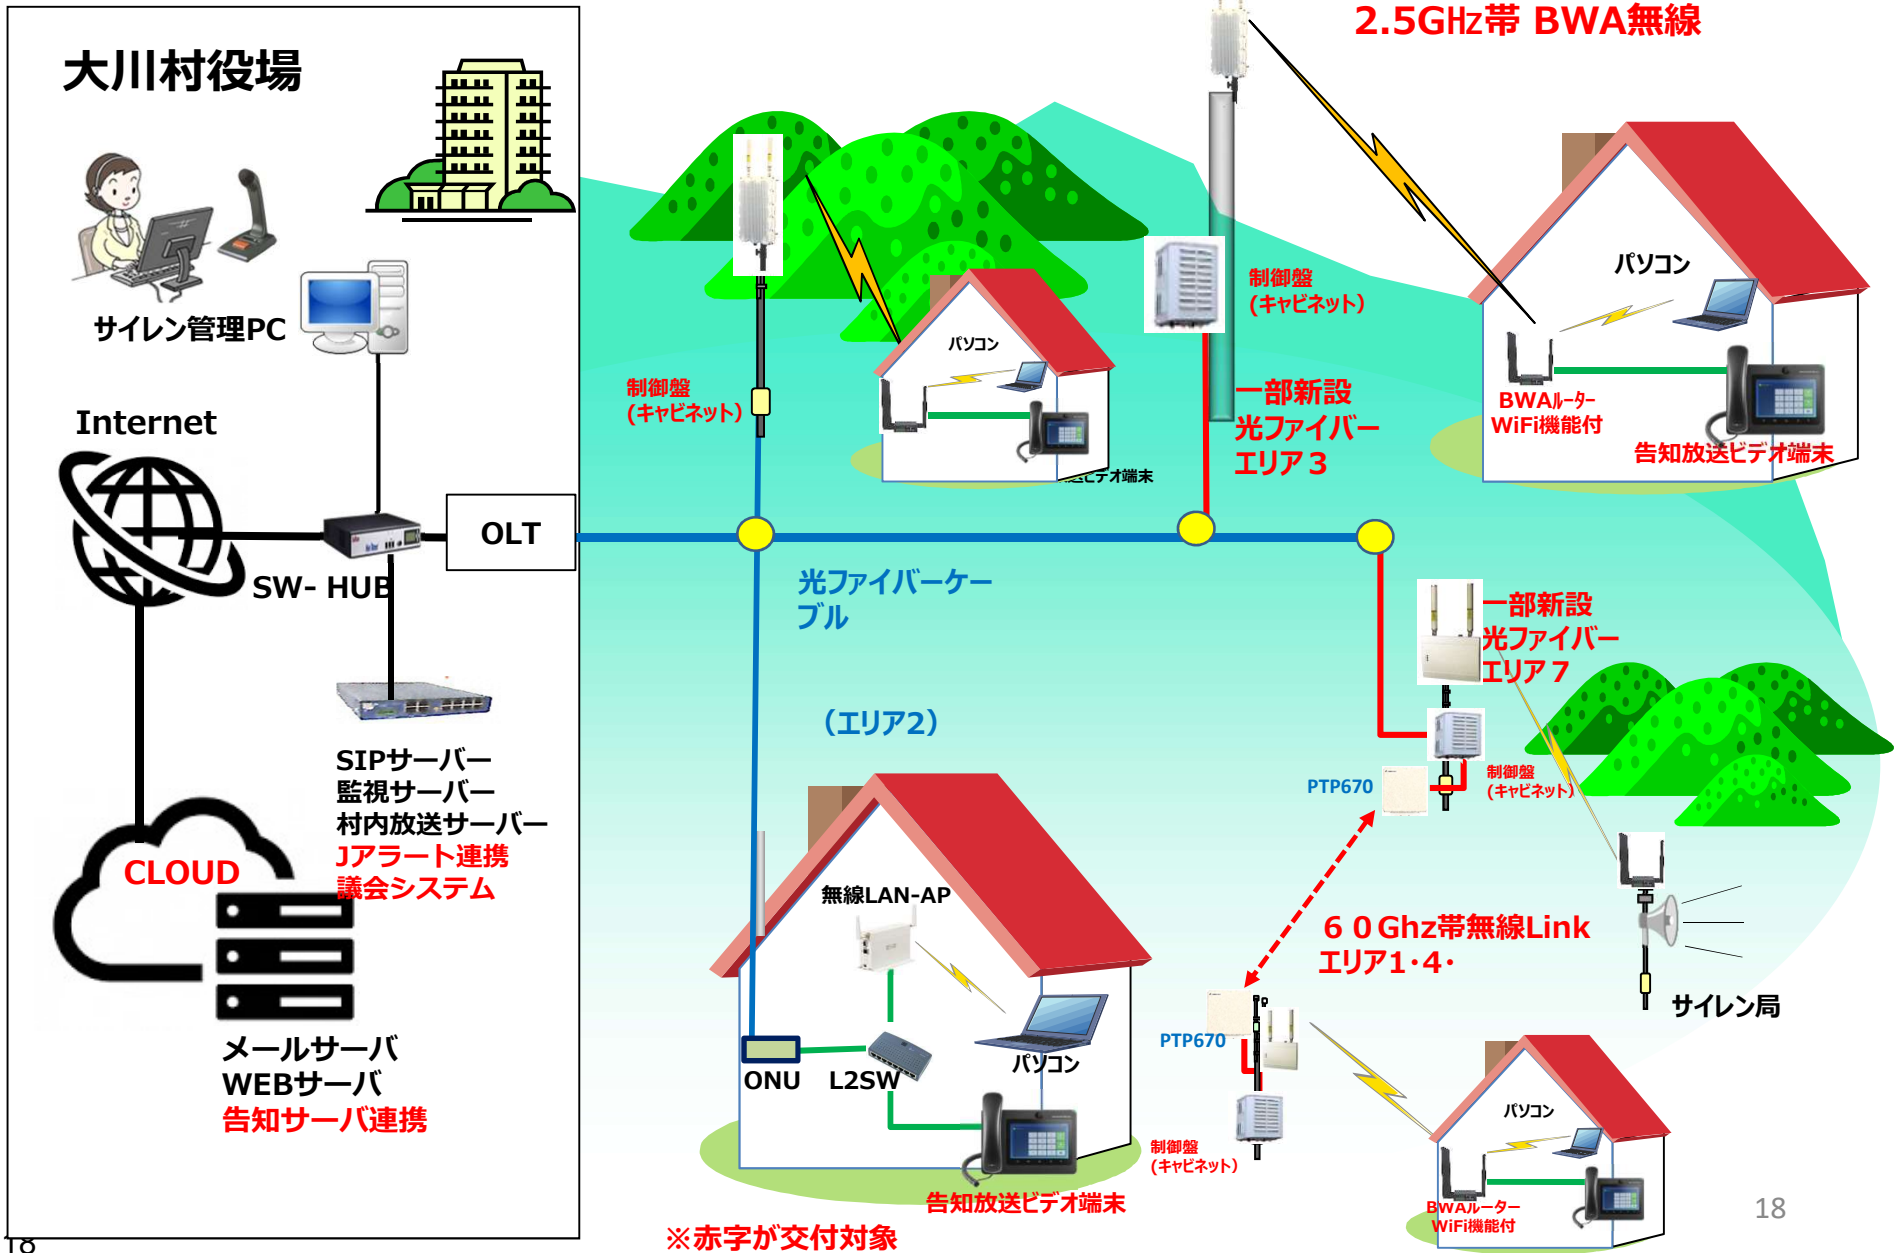 大川村役場
サイレン管理PC
Internet
OLT
SW- HUB
SIPサーバー
監視サーバー
村内放送サーバー
Jアラート連携
議会システム
CLOUD
メールサーバ
WEBサーバ
告知サーバ連携
18
2.5GHz帯 BWA無線
制御盤
(キャビネット)
パソコン
ビデオ端末
制御盤
(キャビネット)
一部新設
光ファイバー
エリア３
パソコン
BWAルーター
WiFi機能付
告知放送ビデオ端末
光ファイバーケー
ブル
（エリア2）
一部新設
光ファイバー
エリア７
PTP670
制御盤
(キャビネット)
６０Ghz帯無線Link
エリア1・4・
サイレン局
無線LAN-AP
パソコン
ONU
L2SW
告知放送ビデオ端末
PTP670
制御盤
(キャビネット)
パソコン
BWAルーター
WiFi機能付
※赤字が交付対象
18